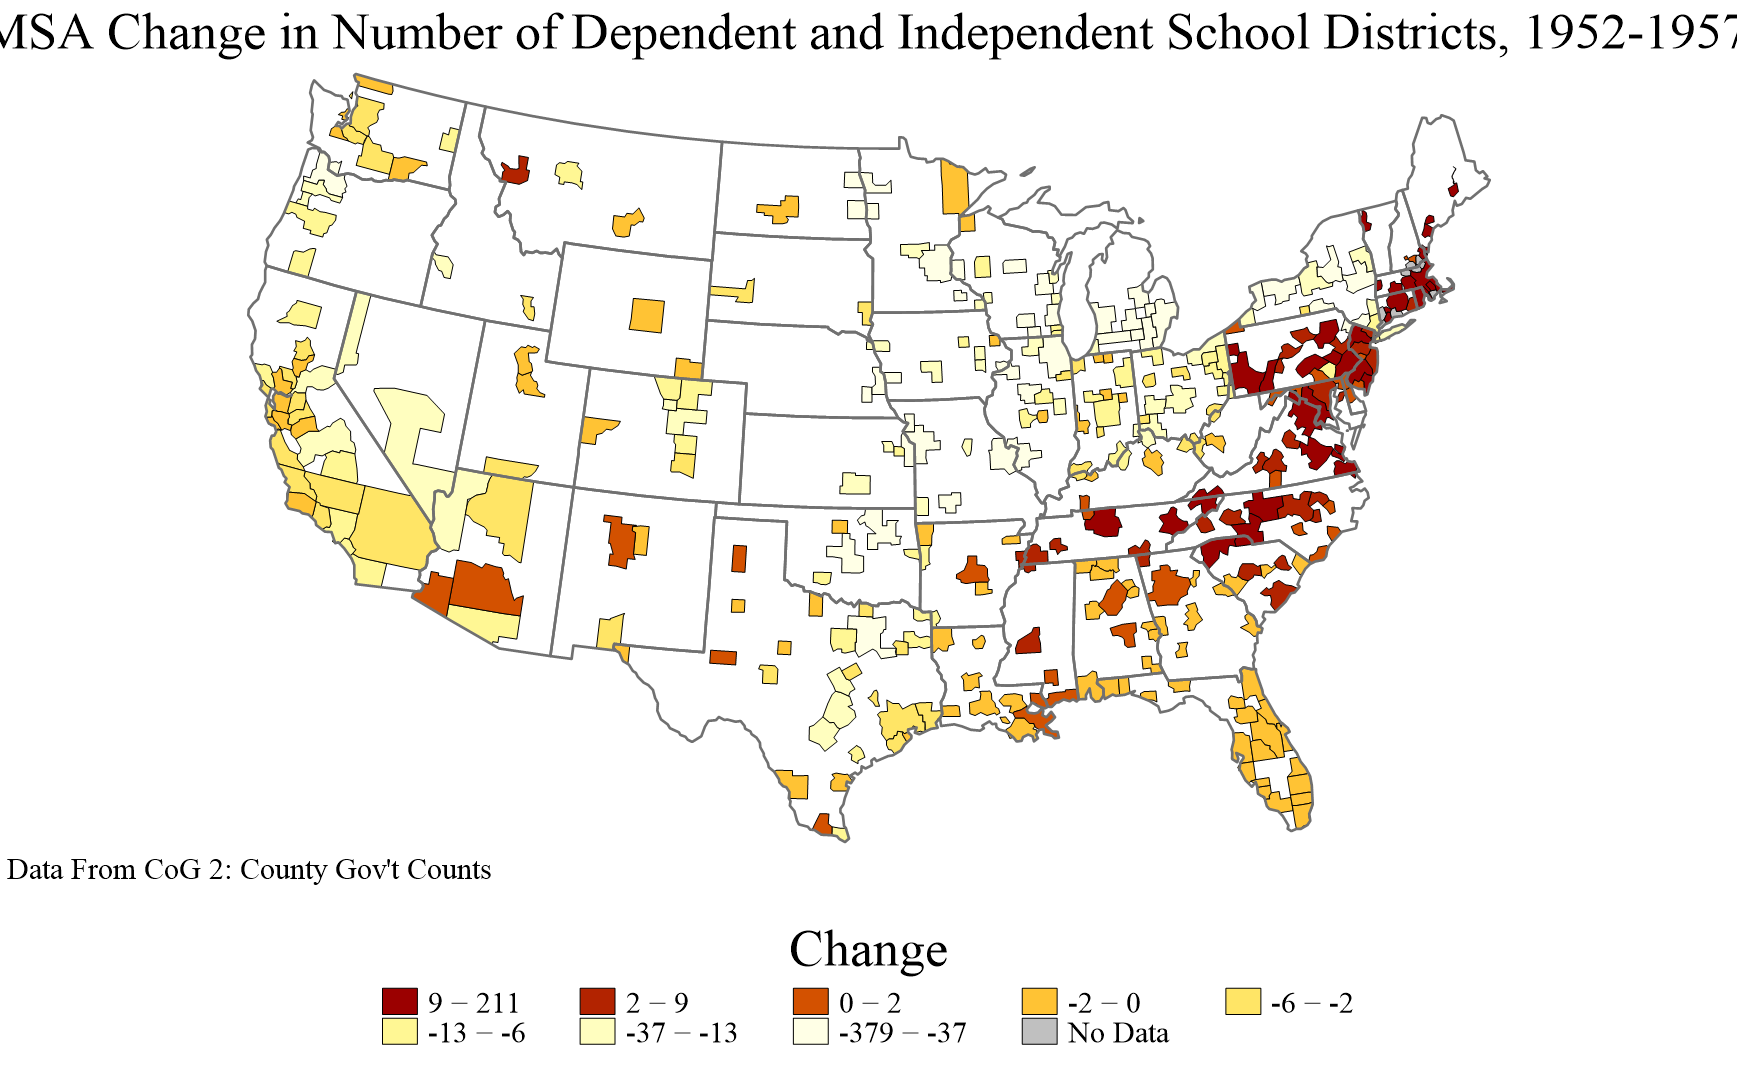 MSA Change in Number of Dependent and Independent School Districts, 1952-1957
Data From CoG 2: County Gov't Counts
Change
9 − 211
2 − 9
0 − 2
-2 − 0
-6 − -2
-13 − -6
-37 − -13
-379 − -37
No Data